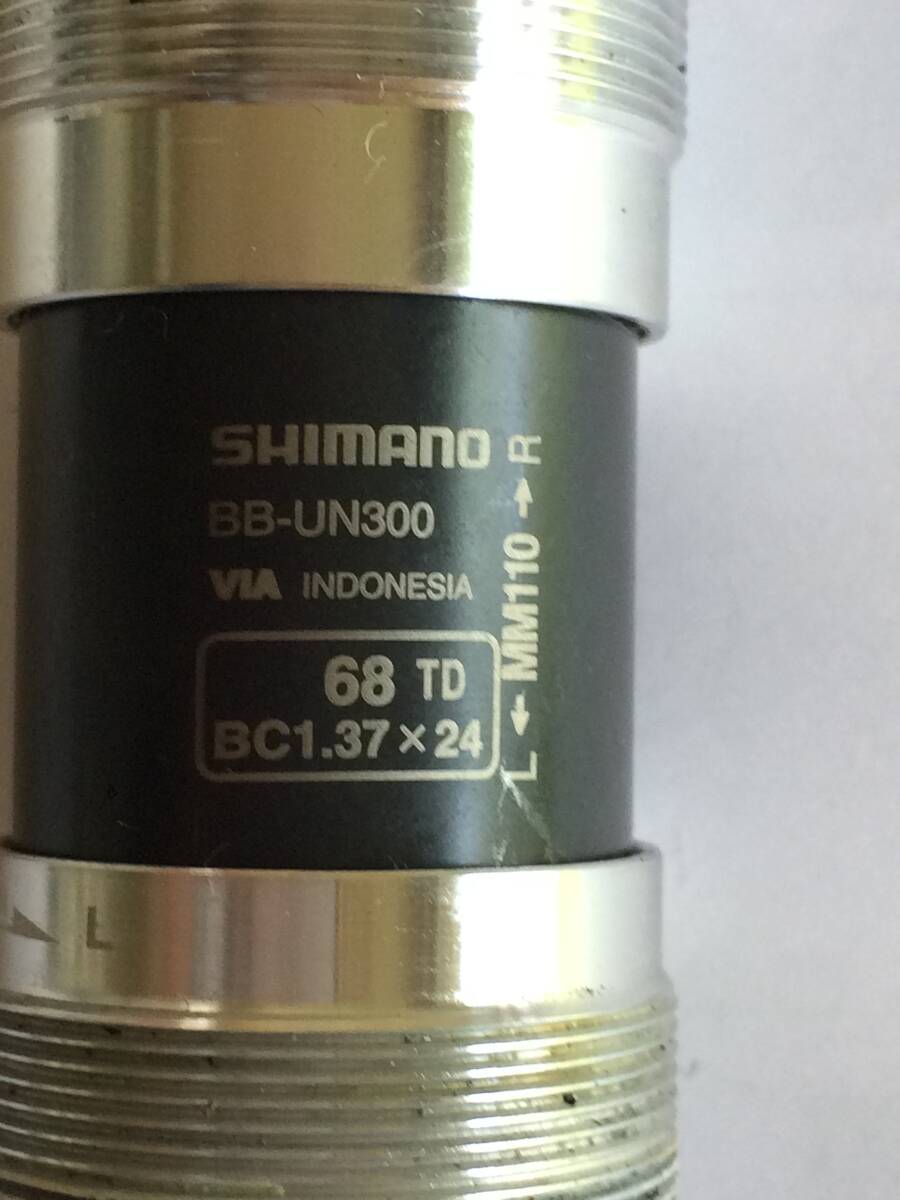 SHIMANO
BB-UN300
VIA INDONESIA
68 TD
BC1.37×24
L ← MM110 → R
L